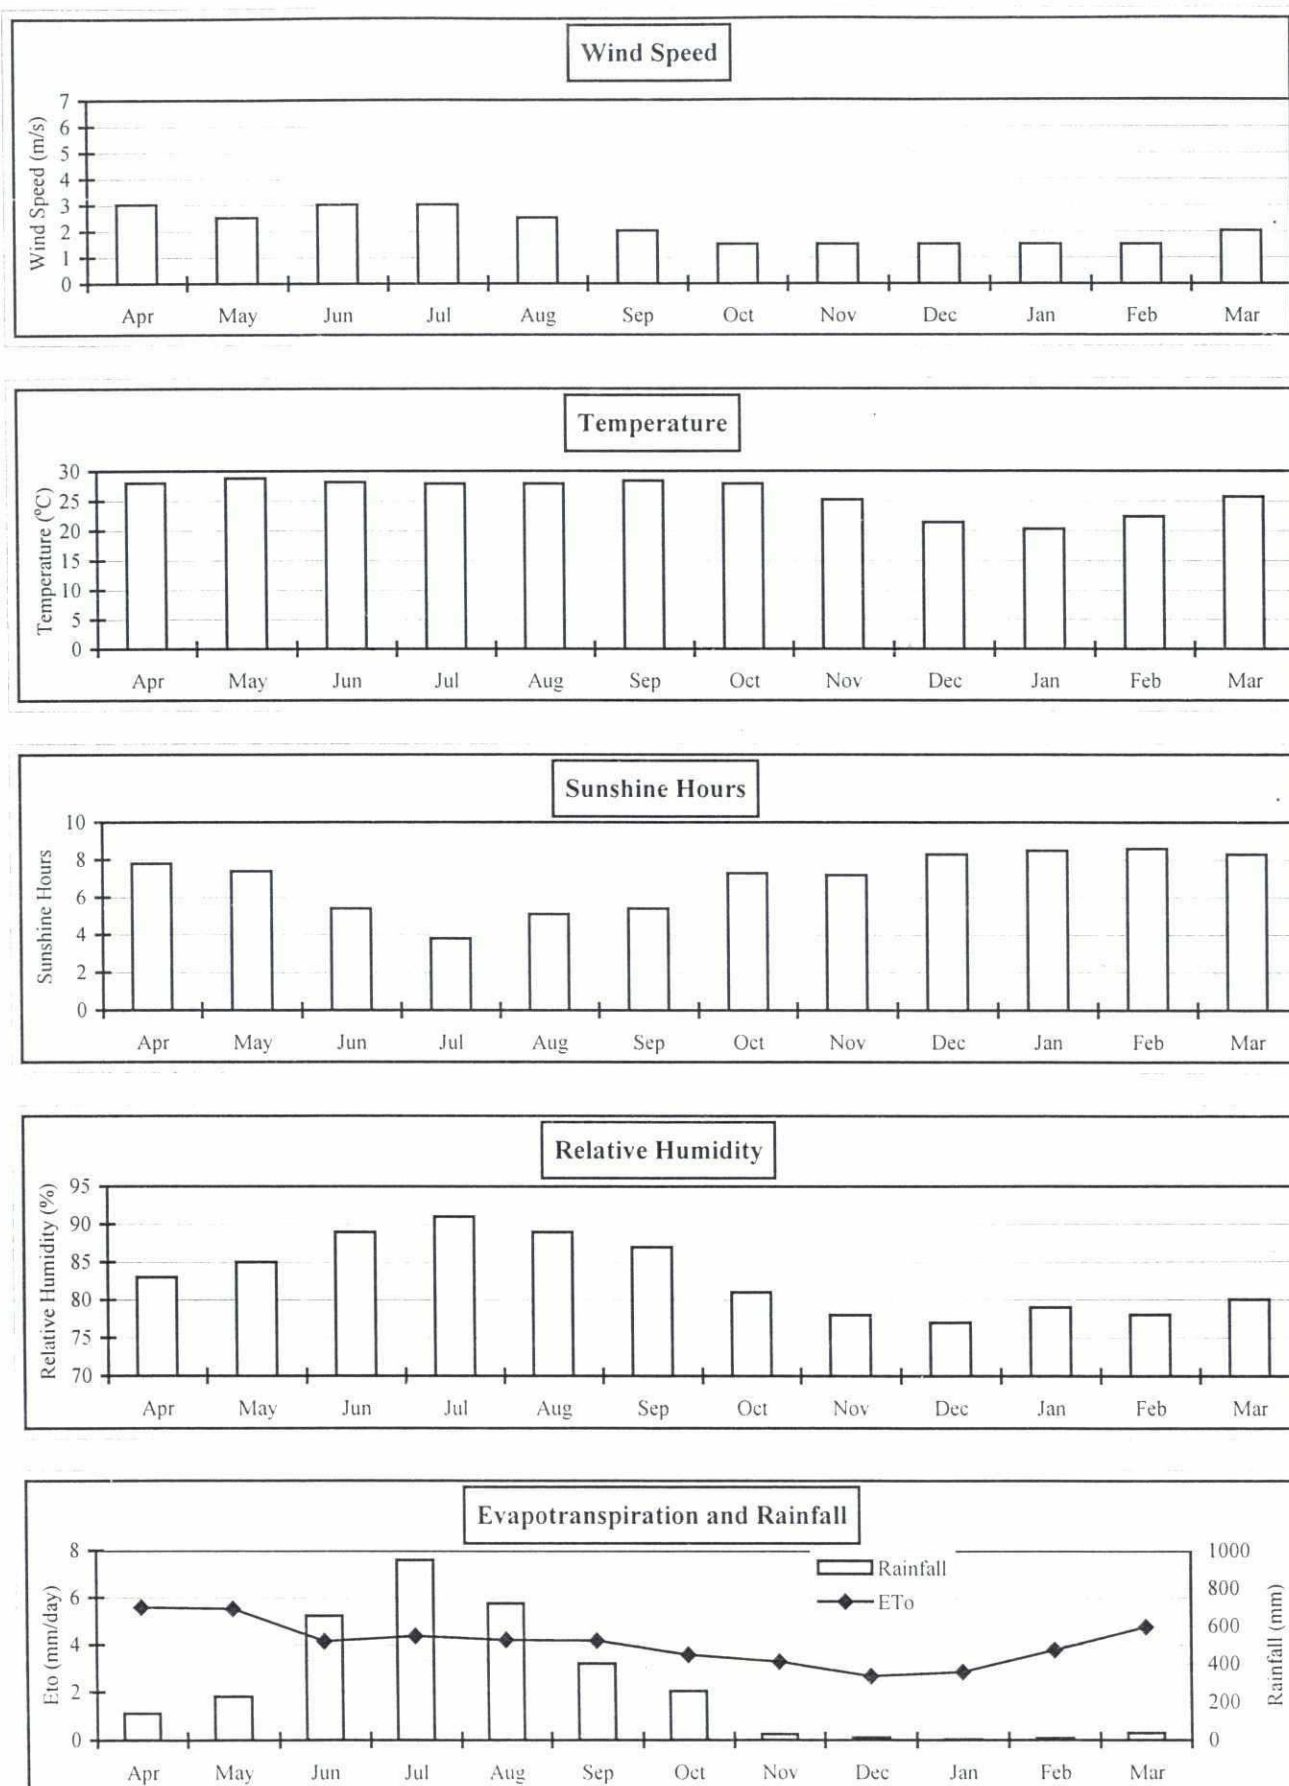 Wind Speed
Wind Speed (m/s)
7
6
5
4
3
2
1
0
Apr May Jun Jul Aug Sep Oct Nov Dec Jan Feb Mar
Temperature
Temperature (°C)
30
25
20
15
10
5
0
Apr May Jun Jul Aug Sep Oct Nov Dec Jan Feb Mar
Sunshine Hours
Sunshine Hours
10
8
6
4
2
0
Apr May Jun Jul Aug Sep Oct Nov Dec Jan Feb Mar
Relative Humidity
Relative Humidity (%)
95
90
85
80
75
70
Apr May Jun Jul Aug Sep Oct Nov Dec Jan Feb Mar
Evapotranspiration and Rainfall
Eto (mm/day)
8
6
4
2
0
Rainfall
ETo
1000
800
600
400
200
0
Rainfall (mm)
Apr May Jun Jul Aug Sep Oct Nov Dec Jan Feb Mar